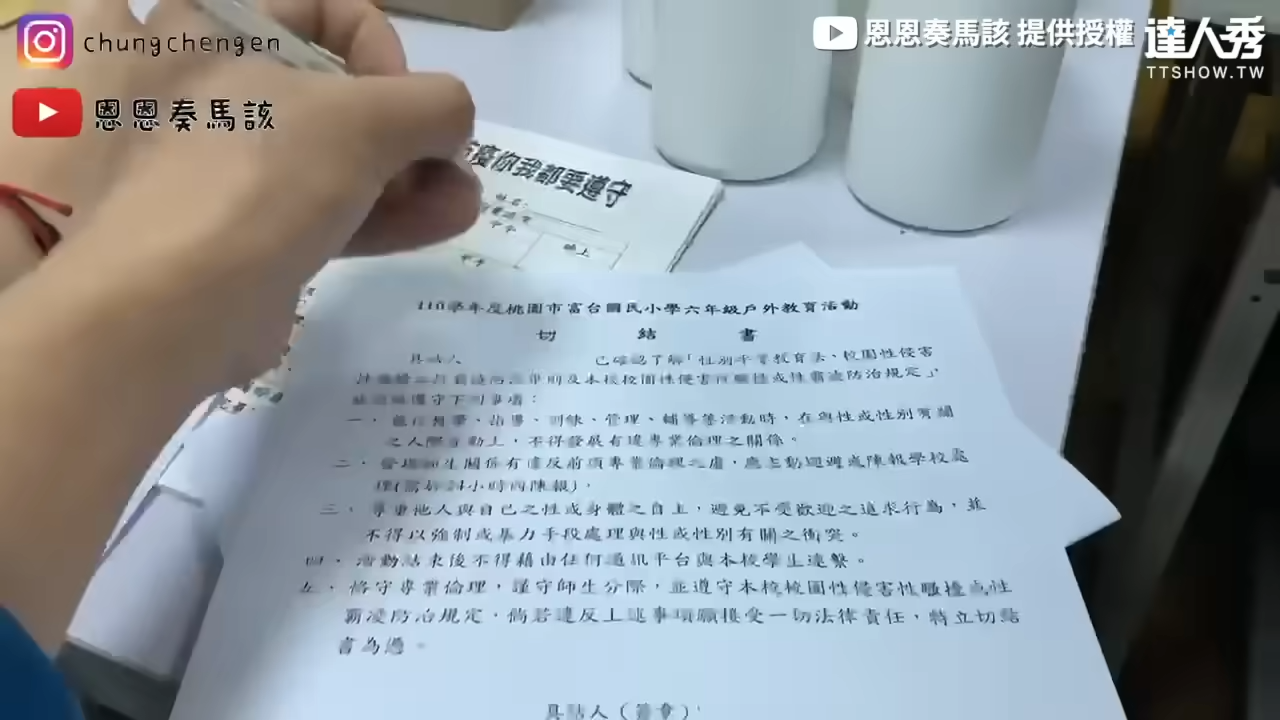 chungchengen
恩恩奏馬該
恩恩奏馬該 提供授權
達人秀
TTSHOW.TW
疫你我都要遵守
晚上
110學年度桃園市富台國民小學六年級戶外教育活動
切 結 書
具結人 已確認了解「性別平等教育法、校園性侵害
防治規定」,
遵守下列事項:
一、 指導、訓練、管理、輔導等活動時,在與性或性別有關
之人際互動上,不得發展有違專業倫理之關係。
二、發現師生關係有違反前項專業倫理之虞,應主動迴避或陳報學校處
理(需於24小時內陳報),
三、尊重他人與自己之性或身體之自主,避免不受歡迎之追求行為,並
不得以強制或暴力手段處理與性或性別有關之衝突。
四、活動結束後不得藉由任何通訊平台與本校學生連繫。
五、恪守專業倫理,謹守師生分際,並遵守本校校園性侵害性騷擾或性
霸凌防治規定,倘若違反上述事項願接受一切法律責任,特立切結
書為憑。
具結人(簽章)